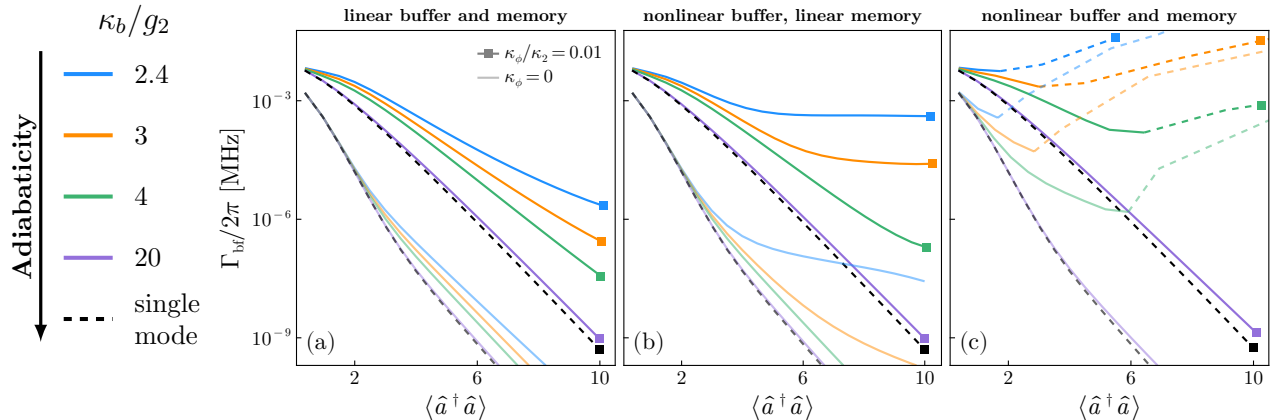 κ_b/g_2
Adiabaticity
2.4
3
4
20
single
mode
linear buffer and memory
nonlinear buffer, linear memory
nonlinear buffer and memory
Γ_bf/2π [MHz]
10⁻³
10⁻⁶
10⁻⁹
κ_ϕ/κ_2 = 0.01
κ_ϕ = 0
(a)
(b)
(c)
2 6 10
2 6 10
2 6 10
⟨â†â⟩
⟨â†â⟩
⟨â†â⟩